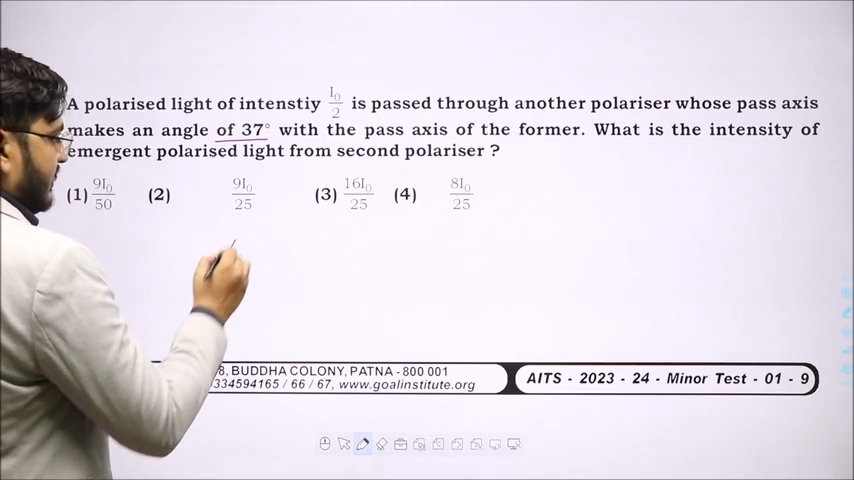 A polarised light of intenstiy I0/2 is passed through another polariser whose pass axis
makes an angle of 37° with the pass axis of the former. What is the intensity of
emergent polarised light from second polariser ?
(1) 9I0/50 (2) 9I0/25 (3) 16I0/25 (4) 8I0/25
8, BUDDHA COLONY, PATNA - 800 001
334594165 / 66 / 67, www.goalinstitute.org
AITS - 2023 - 24 - Minor Test - 01 - 9